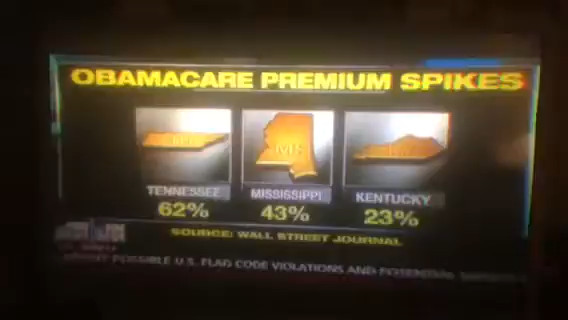 OBAMACARE PREMIUM SPIKES
MS
TENNESSEE MISSISSIPPI KENTUCKY
62% 43% 23%
SOURCE: WALL STREET JOURNAL
POSSIBLE U.S. FLAG CODE VIOLATIONS AND POTENTIAL